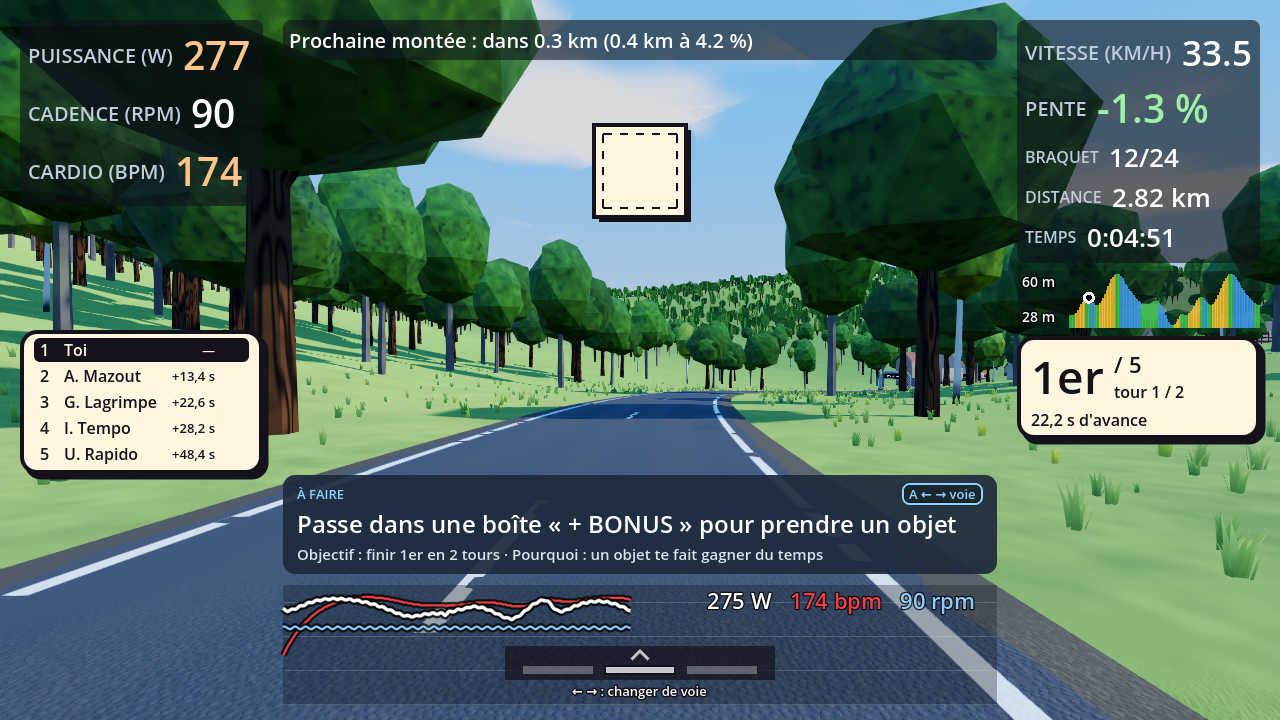 PUISSANCE (W) 277
CADENCE (RPM) 90
CARDIO (BPM) 174
Prochaine montée : dans 0.3 km (0.4 km à 4.2 %)
VITESSE (KM/H) 33.5
PENTE -1.3 %
BRAQUET 12/24
DISTANCE 2.82 km
TEMPS 0:04:51
60 m
28 m
1 Toi —
2 A. Mazout +13,4 s
3 G. Lagrimpe +22,6 s
4 I. Tempo +28,2 s
5 U. Rapido +48,4 s
1er / 5
tour 1 / 2
22,2 s d'avance
À FAIRE
A ← → voie
Passe dans une boîte « + BONUS » pour prendre un objet
Objectif : finir 1er en 2 tours · Pourquoi : un objet te fait gagner du temps
275 W 174 bpm 90 rpm
← → : changer de voie